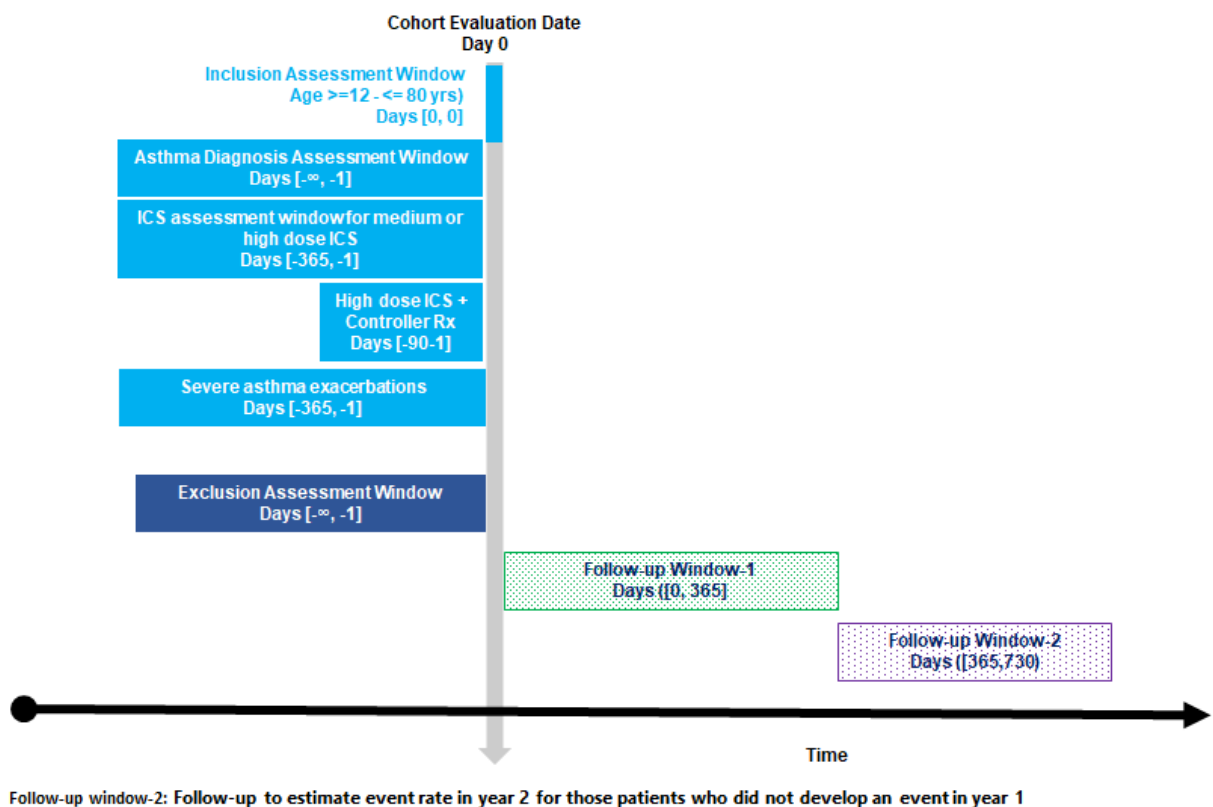 Cohort Evaluation Date
Day 0
Inclusion Assessment Window
Age >=12 - <= 80 yrs)
Days [0, 0]
Asthma Diagnosis Assessment Window
Days [-∞, -1]
ICS assessment window for medium or
high dose ICS
Days [-365, -1]
High dose ICS +
Controller Rx
Days [-90-1]
Severe asthma exacerbations
Days [-365, -1]
Exclusion Assessment Window
Days [-∞, -1]
Follow-up Window-1
Days ([0, 365]
Follow-up Window-2
Days ([365,730)
Time
Follow-up window-2: Follow-up to estimate event rate in year 2 for those patients who did not develop an event in year 1